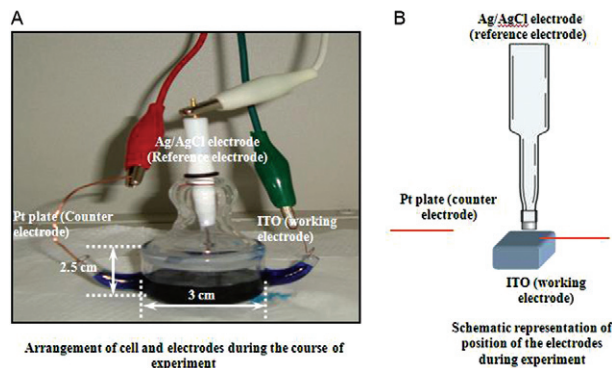 A
Ag/AgCl electrode
(Reference electrode)
Pt plate (Counter
electrode)
ITO (working
electrode)
2.5 cm
3 cm
Arrangement of cell and electrodes during the course of
experiment
B
Ag/AgCl electrode
(reference electrode)
Pt plate (counter
electrode)
ITO (working
electrode)
Schematic representation of
position of the electrodes
during experiment